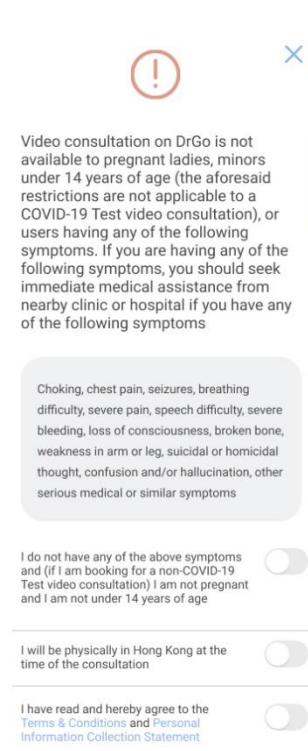 Video consultation on DrGo is not
available to pregnant ladies, minors
under 14 years of age (the aforesaid
restrictions are not applicable to a
COVID-19 Test video consultation), or
users having any of the following
symptoms. If you are having any of the
following symptoms, you should seek
immediate medical assistance from
nearby clinic or hospital if you have any
of the following symptoms
Choking, chest pain, seizures, breathing
difficulty, severe pain, speech difficulty, severe
bleeding, loss of consciousness, broken bone,
weakness in arm or leg, suicidal or homicidal
thought, confusion and/or hallucination, other
serious medical or similar symptoms
I do not have any of the above symptoms
and (if I am booking for a non-COVID-19
Test video consultation) I am not pregnant
and I am not under 14 years of age
I will be physically in Hong Kong at the
time of the consultation
I have read and hereby agree to the
Terms & Conditions and Personal
Information Collection Statement